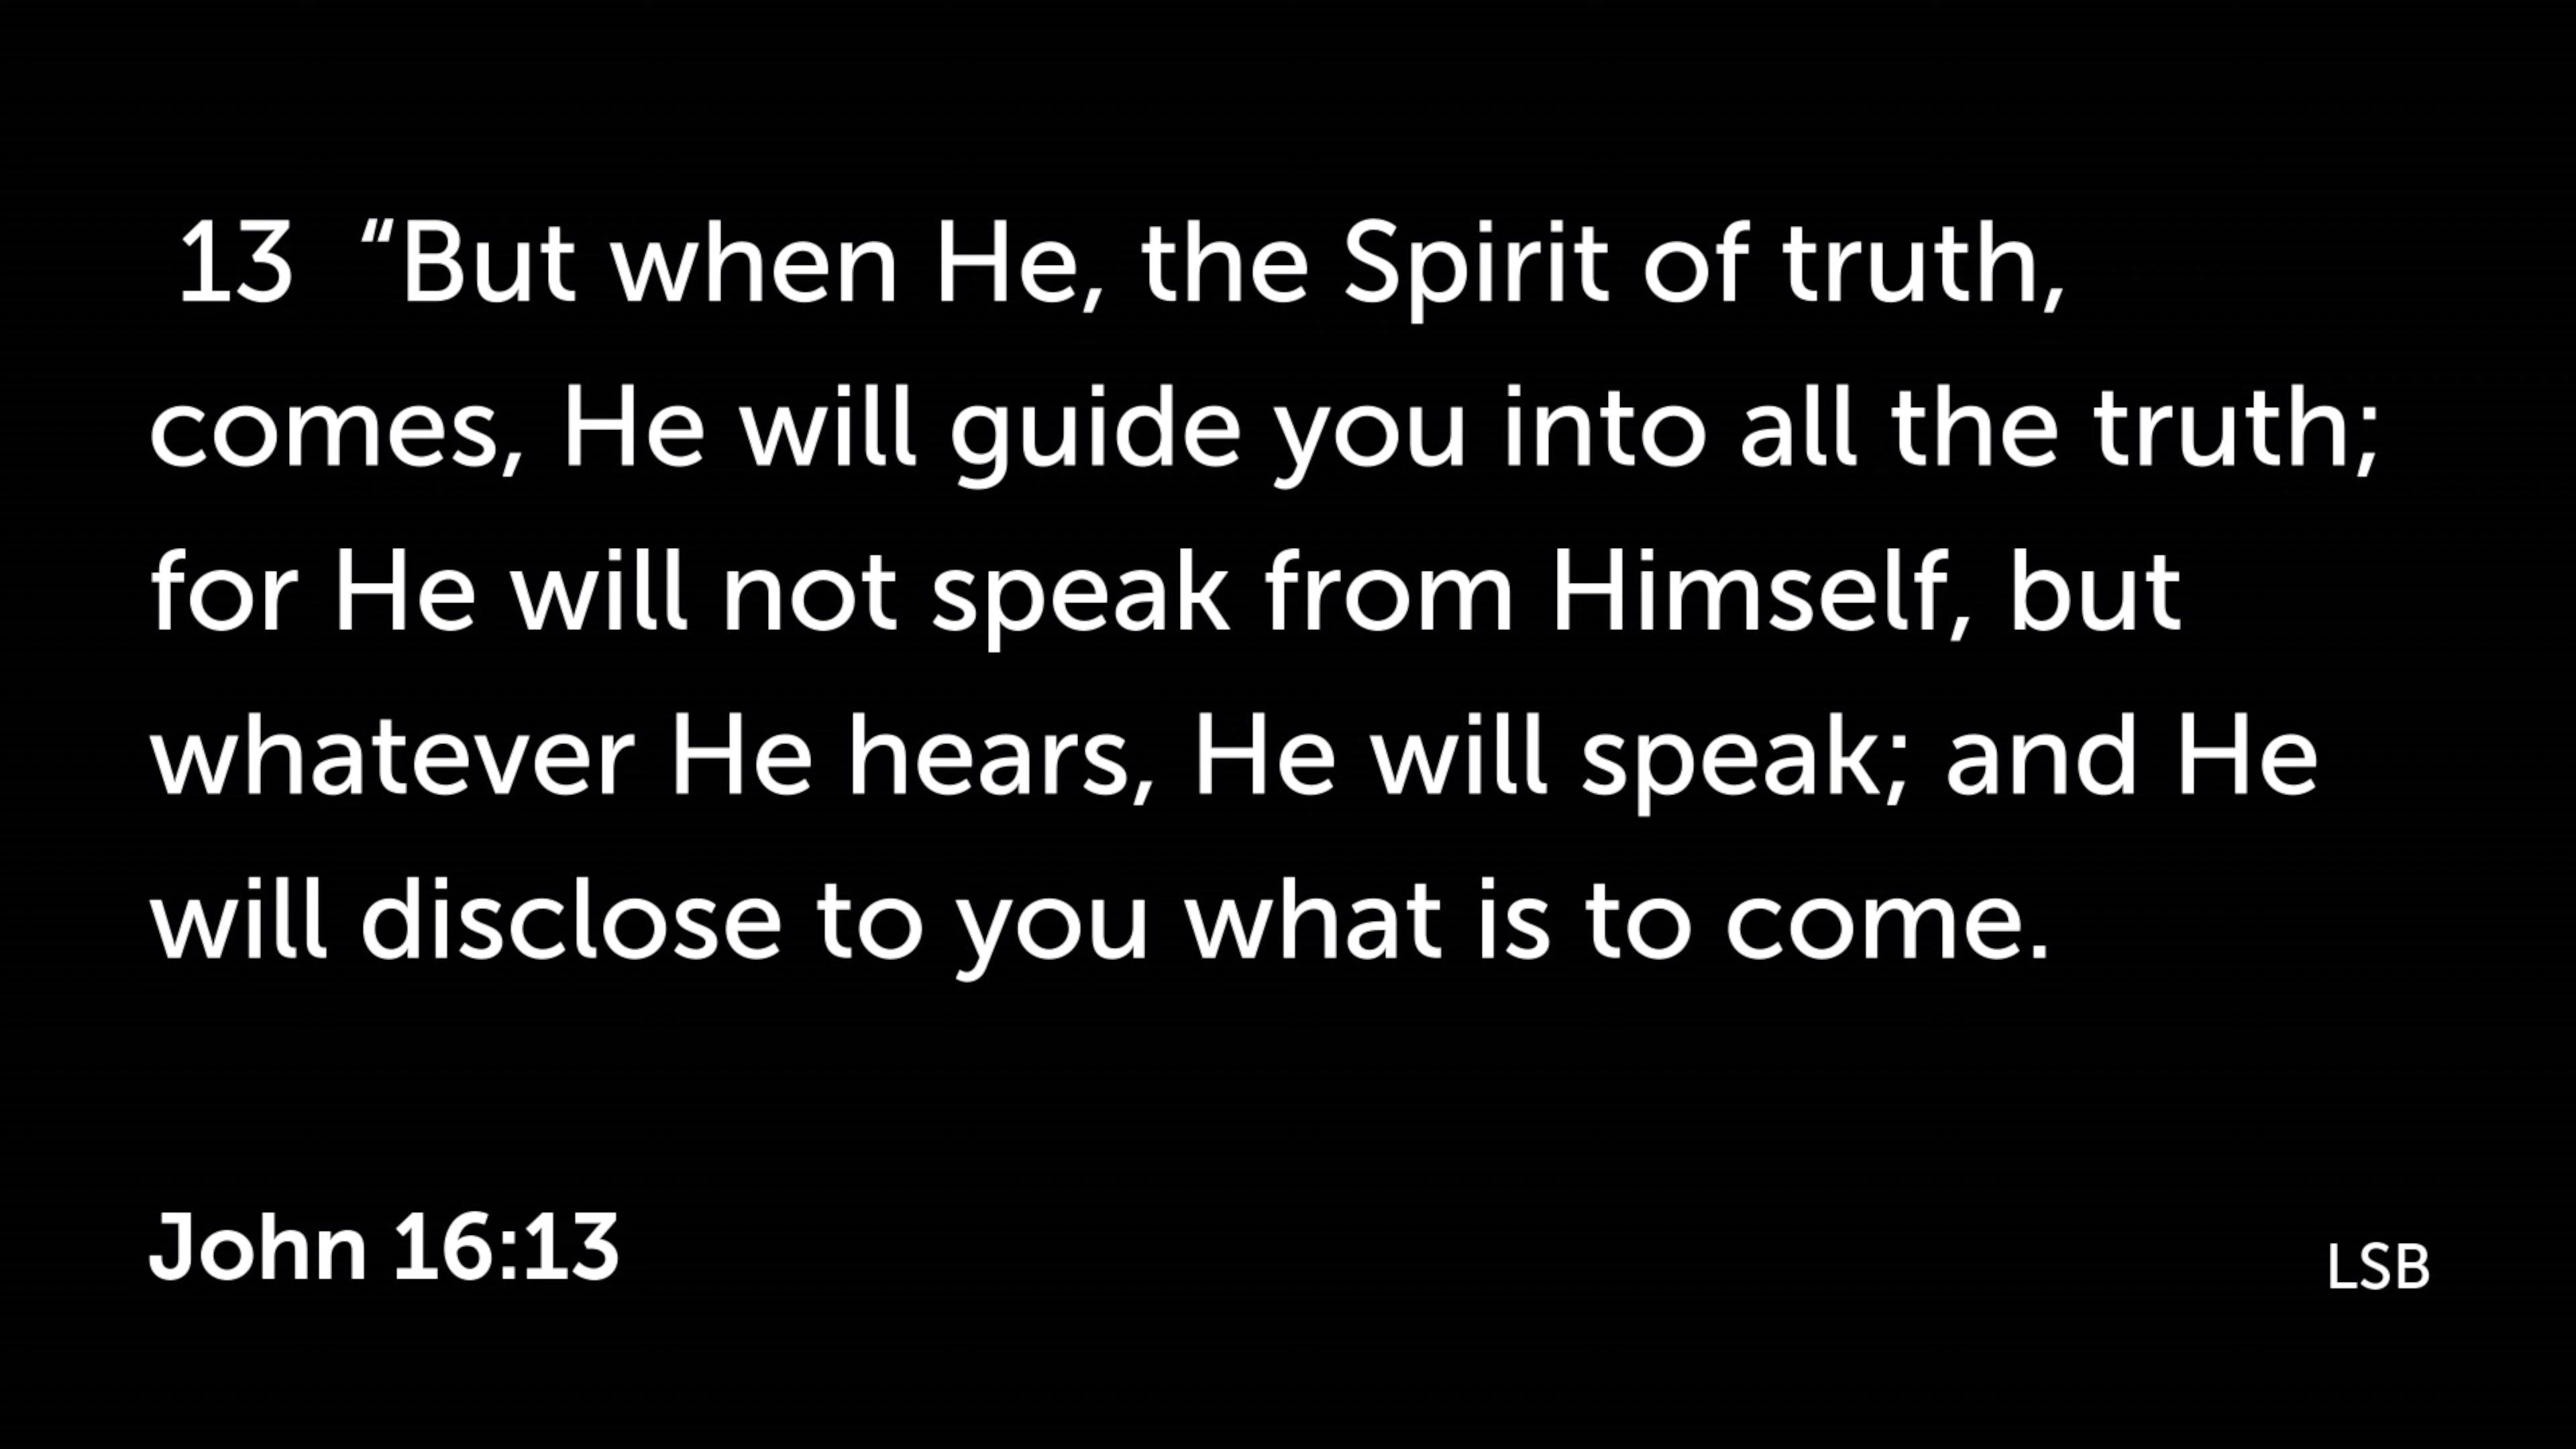 13 “But when He, the Spirit of truth,
comes, He will guide you into all the truth;
for He will not speak from Himself, but
whatever He hears, He will speak; and He
will disclose to you what is to come.
John 16:13
LSB